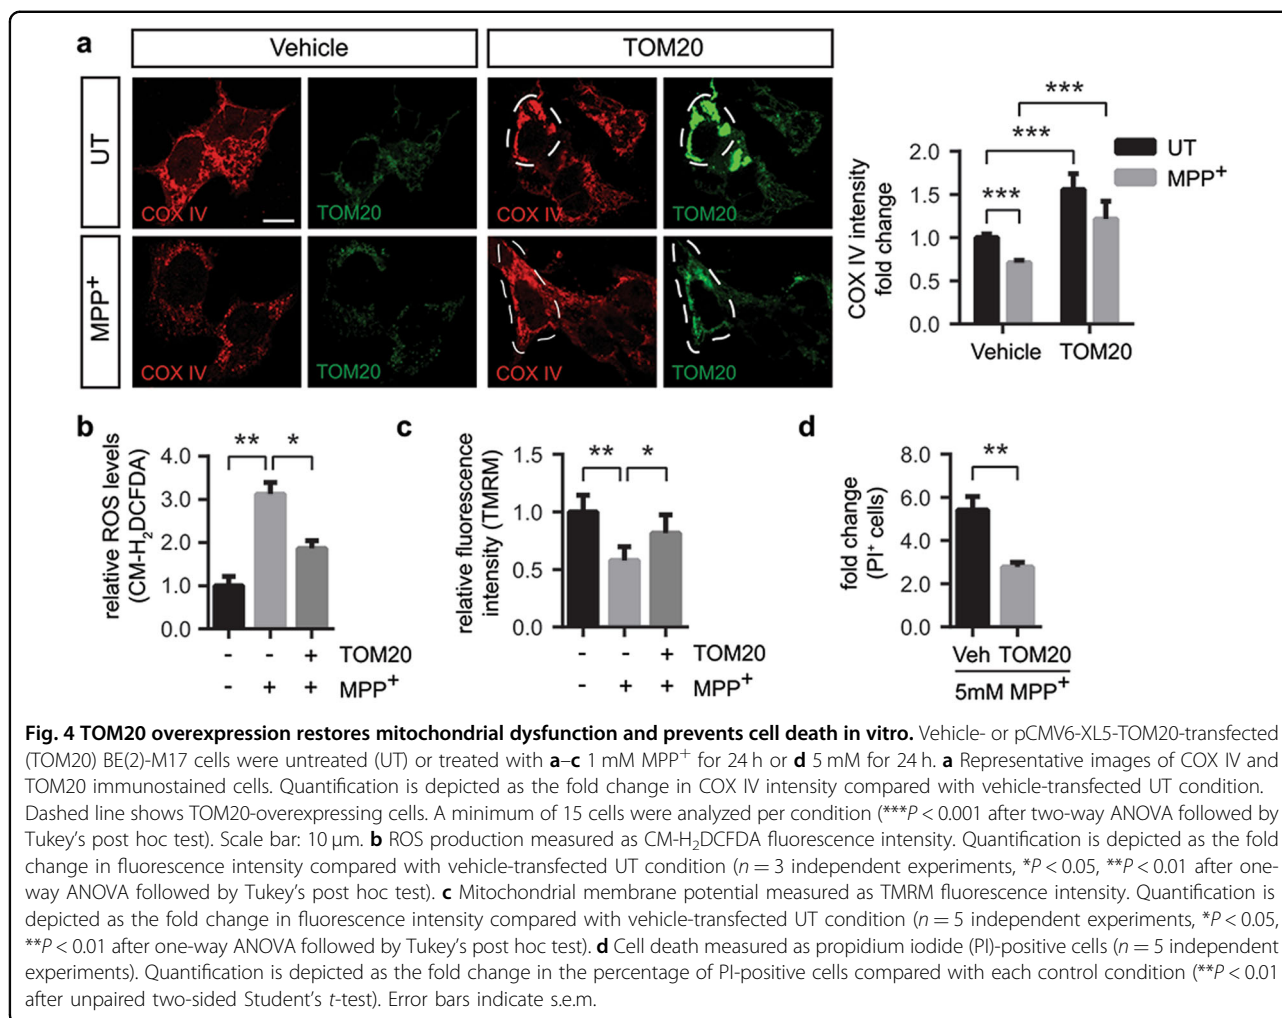 a
Vehicle
TOM20
UT
COX IV
TOM20
COX IV
TOM20
MPP⁺
COX IV
TOM20
COX IV
TOM20
COX IV intensity
fold change
2.0
1.5
1.0
0.5
0.0
***
***
***
UT
MPP⁺
Vehicle TOM20
b
relative ROS levels
(CM-H₂DCFDA)
4.0
3.0
2.0
1.0
0.0
** *
- - + TOM20
- + + MPP⁺
c
relative fluorescence
intensity (TMRM)
1.5
1.0
0.5
0.0
** *
- - + TOM20
- + + MPP⁺
d
fold change
(PI⁺ cells)
8.0
6.0
4.0
2.0
0.0
**
Veh TOM20
5mM MPP⁺
Fig. 4 TOM20 overexpression restores mitochondrial dysfunction and prevents cell death in vitro. Vehicle- or pCMV6-XL5-TOM20-transfected
(TOM20) BE(2)-M17 cells were untreated (UT) or treated with a–c 1 mM MPP⁺ for 24 h or d 5 mM for 24 h. a Representative images of COX IV and
TOM20 immunostained cells. Quantification is depicted as the fold change in COX IV intensity compared with vehicle-transfected UT condition.
Dashed line shows TOM20-overexpressing cells. A minimum of 15 cells were analyzed per condition (***P < 0.001 after two-way ANOVA followed by
Tukey's post hoc test). Scale bar: 10 µm. b ROS production measured as CM-H₂DCFDA fluorescence intensity. Quantification is depicted as the fold
change in fluorescence intensity compared with vehicle-transfected UT condition (n = 3 independent experiments, *P < 0.05, **P < 0.01 after one-
way ANOVA followed by Tukey's post hoc test). c Mitochondrial membrane potential measured as TMRM fluorescence intensity. Quantification is
depicted as the fold change in fluorescence intensity compared with vehicle-transfected UT condition (n = 5 independent experiments, *P < 0.05,
**P < 0.01 after one-way ANOVA followed by Tukey's post hoc test). d Cell death measured as propidium iodide (PI)-positive cells (n = 5 independent
experiments). Quantification is depicted as the fold change in the percentage of PI-positive cells compared with each control condition (**P < 0.01
after unpaired two-sided Student's t-test). Error bars indicate s.e.m.